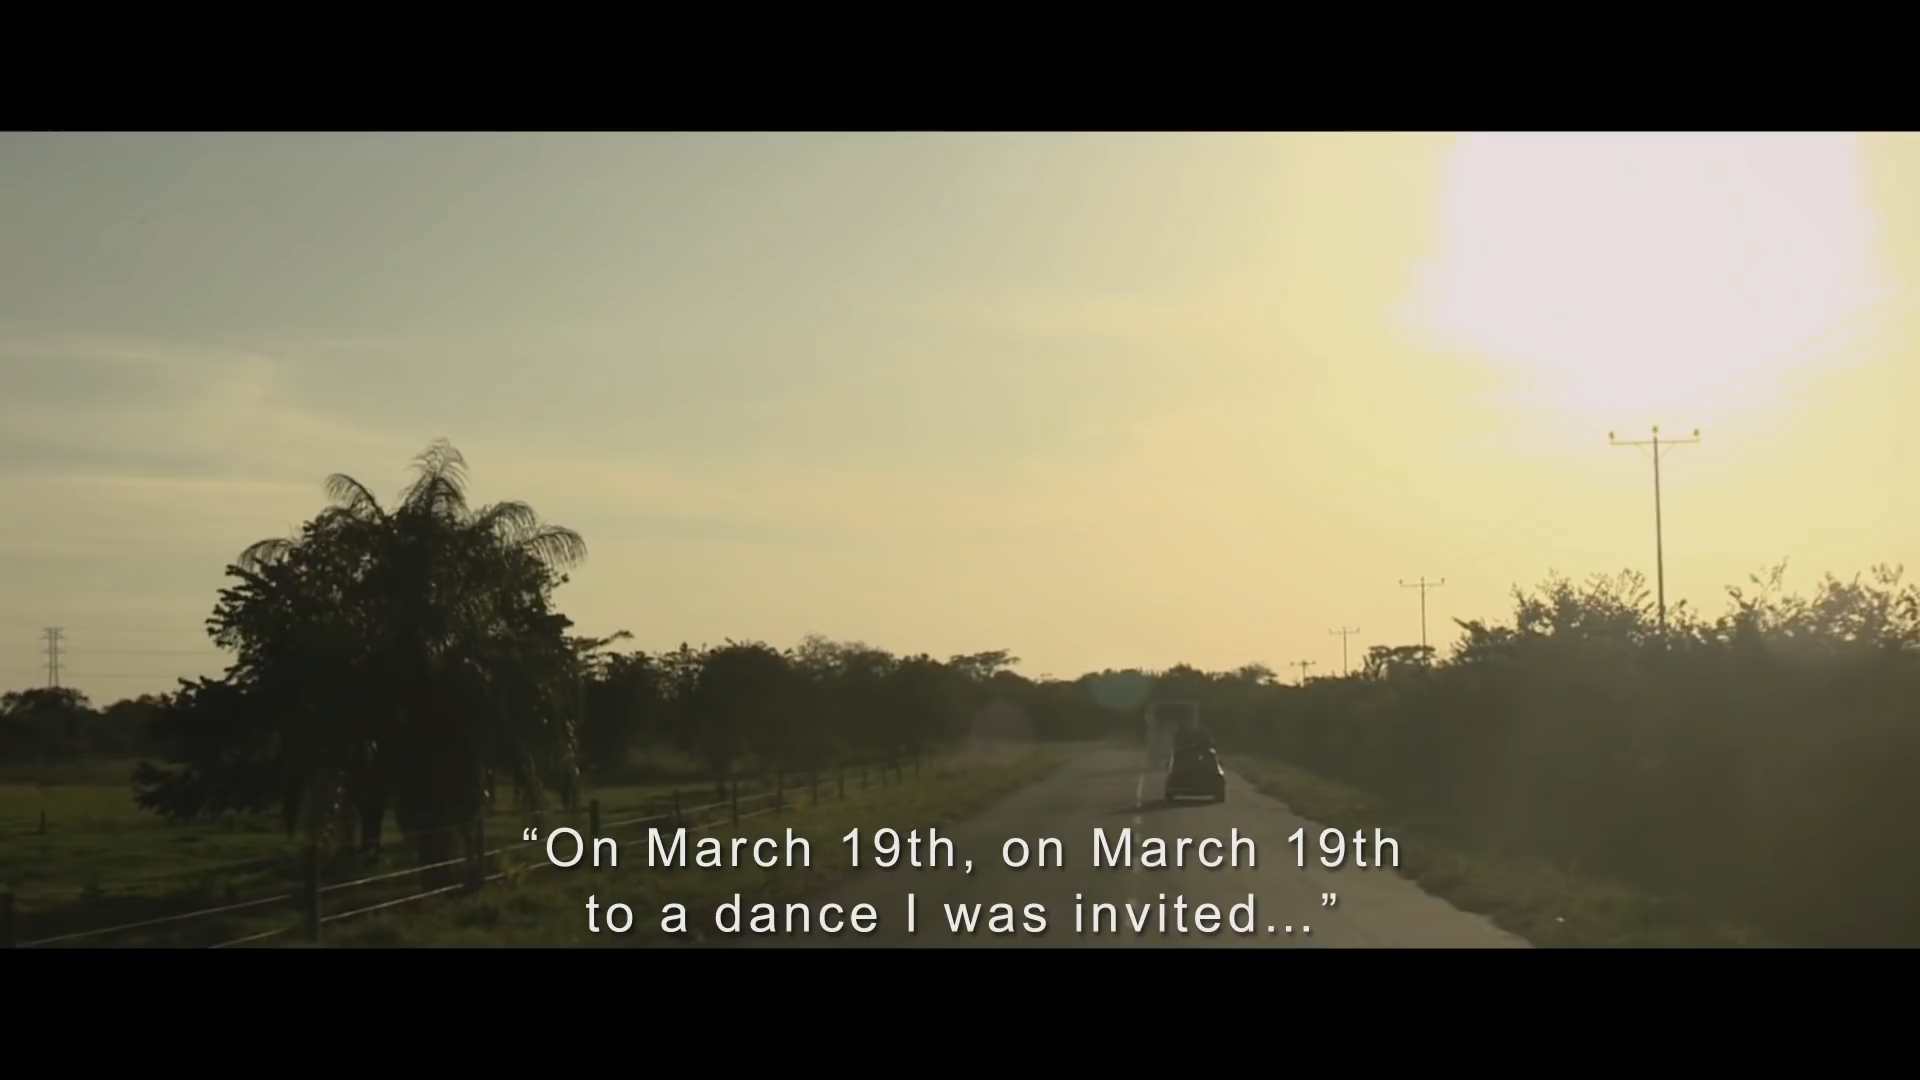 “On March 19th, on March 19th
to a dance I was invited...”